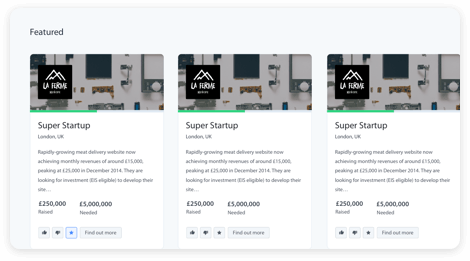 Featured
LA FERME
LA FERME
LA FERME
Super Startup
Super Startup
Super Startup
London, UK
London, UK
London, UK
Rapidly-growing meat delivery website now
achieving monthly revenues of around £15,000,
peaking at £25,000 in December 2014. They are
looking for investment (EIS eligible) to develop their
site…
Rapidly-growing meat delivery website now
achieving monthly revenues of around £15,000,
peaking at £25,000 in December 2014. They are
looking for investment (EIS eligible) to develop their
site…
Rapidly-growing meat delivery website now
achieving monthly revenues of around £15,000,
peaking at £25,000 in December 2014. They are
looking for investment (EIS eligible) to develop their
site…
£250,000 £5,000,000
Raised Needed
£250,000 £5,000,000
Raised Needed
£250,000 £5,000,000
Raised Needed
Find out more
Find out more
Find out more